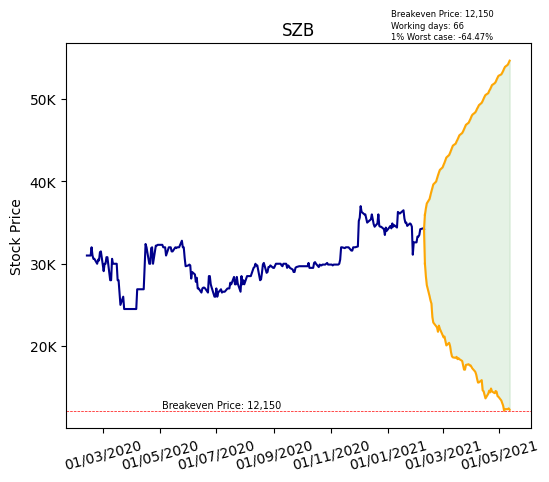 Breakeven Price: 12,150
Working days: 66
1% Worst case: -64.47%
SZB
Stock Price
50K
40K
30K
20K
Breakeven Price: 12,150
01/03/2020 01/05/2020 01/07/2020 01/09/2020 01/11/2020 01/01/2021 01/03/2021 01/05/2021